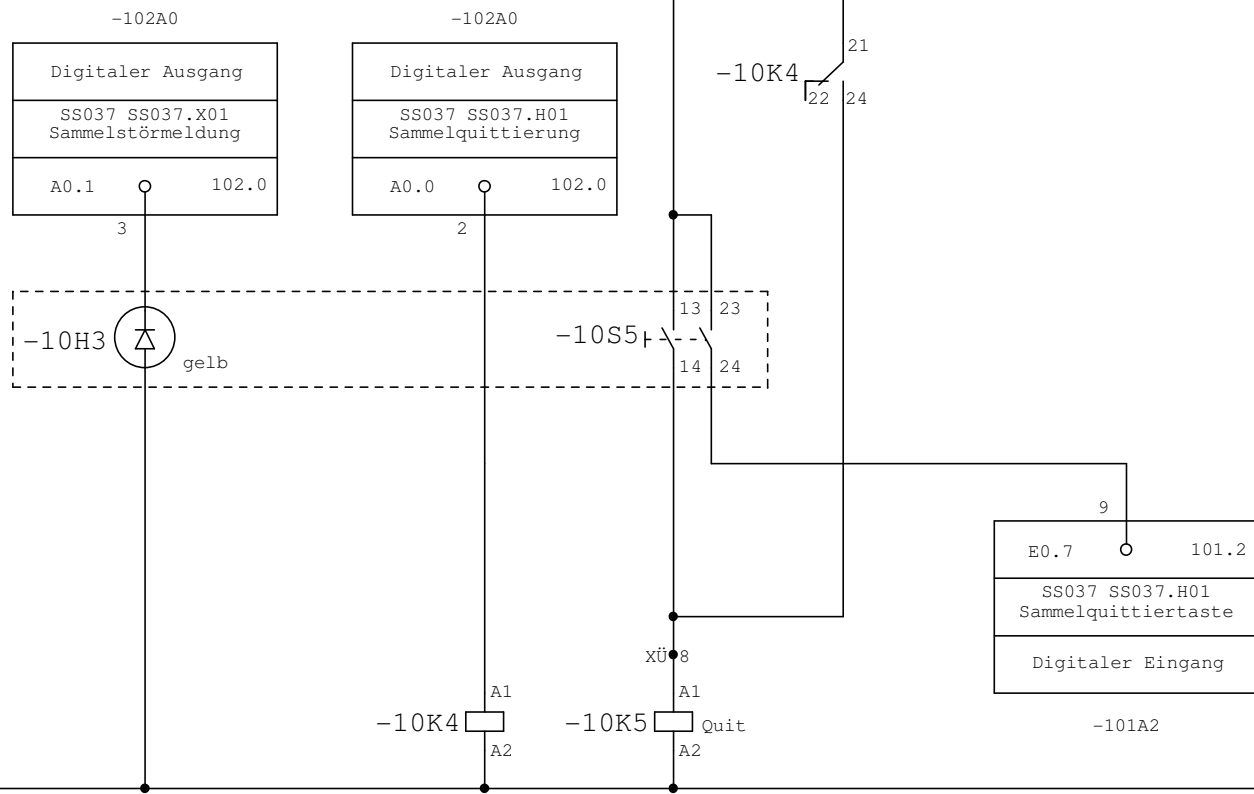 -102A0
Digitaler Ausgang
SS037 SS037.X01
Sammelstörmeldung
A0.1 102.0
3
-102A0
Digitaler Ausgang
SS037 SS037.H01
Sammelquittierung
A0.0 102.0
2
21
-10K4
22 24
-10H3
gelb
13 23
-10S5
14 24
9
E0.7 101.2
SS037 SS037.H01
Sammelquittiertaste
Digitaler Eingang
-101A2
XÜ 8
A1
-10K4
A2
A1
-10K5 Quit
A2